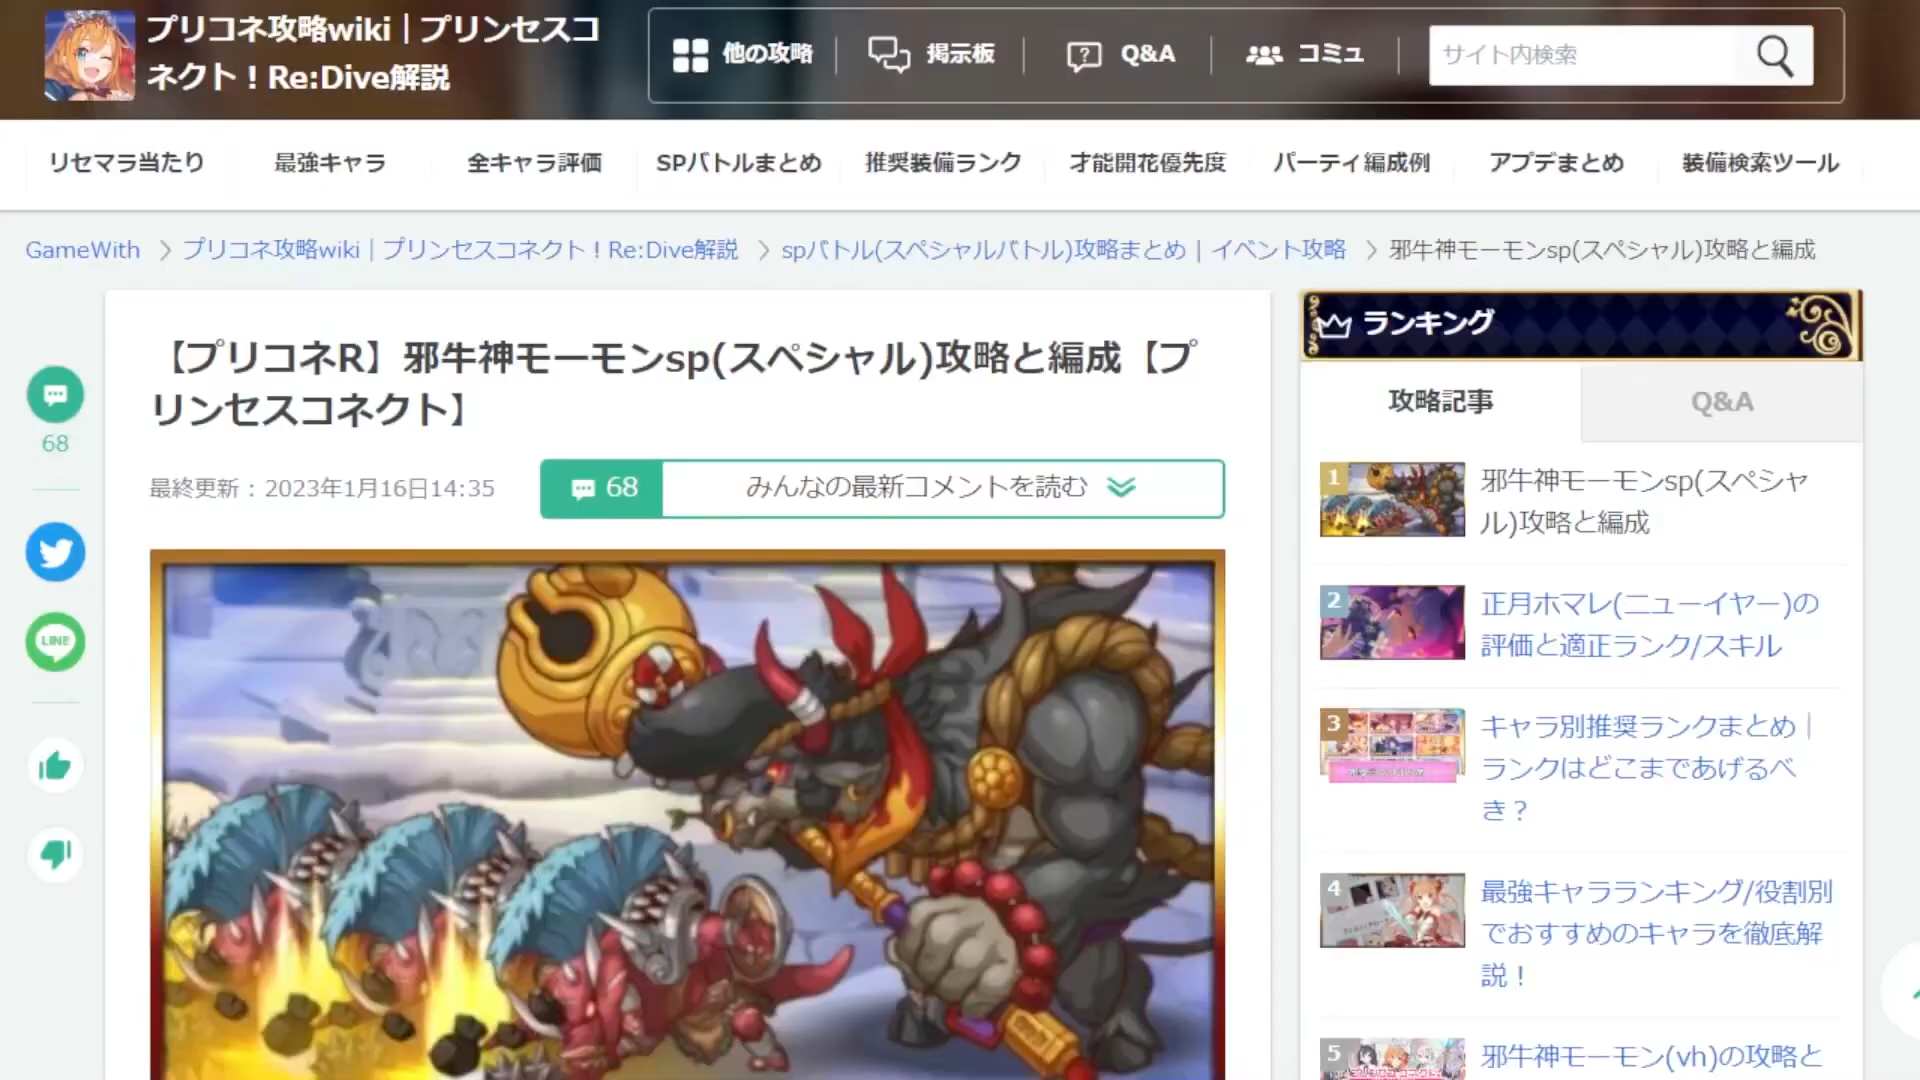 プリコネ攻略wiki｜プリンセスコ
ネクト！Re:Dive解説
他の攻略
掲示板
Q&A
コミュ
サイト内検索
リセマラ当たり
最強キャラ
全キャラ評価
SPバトルまとめ
推奨装備ランク
才能開花優先度
パーティ編成例
アプデまとめ
装備検索ツール
GameWith
プリコネ攻略wiki｜プリンセスコネクト！Re:Dive解説
spバトル(スペシャルバトル)攻略まとめ｜イベント攻略
邪牛神モーモンsp(スペシャル)攻略と編成
【プリコネR】邪牛神モーモンsp(スペシャル)攻略と編成【プ
リンセスコネクト】
68
最終更新：2023年1月16日14:35
68
みんなの最新コメントを読む
LINE
ランキング
攻略記事
Q&A
1
邪牛神モーモンsp(スペシャ
ル)攻略と編成
2
正月ホマレ(ニューイヤー)の
評価と適正ランク/スキル
3
キャラ別推奨ランクまとめ｜
ランクはどこまであげるべ
き？
4
最強キャラランキング/役割別
でおすすめのキャラを徹底解
説！
5
邪牛神モーモン(vh)の攻略と